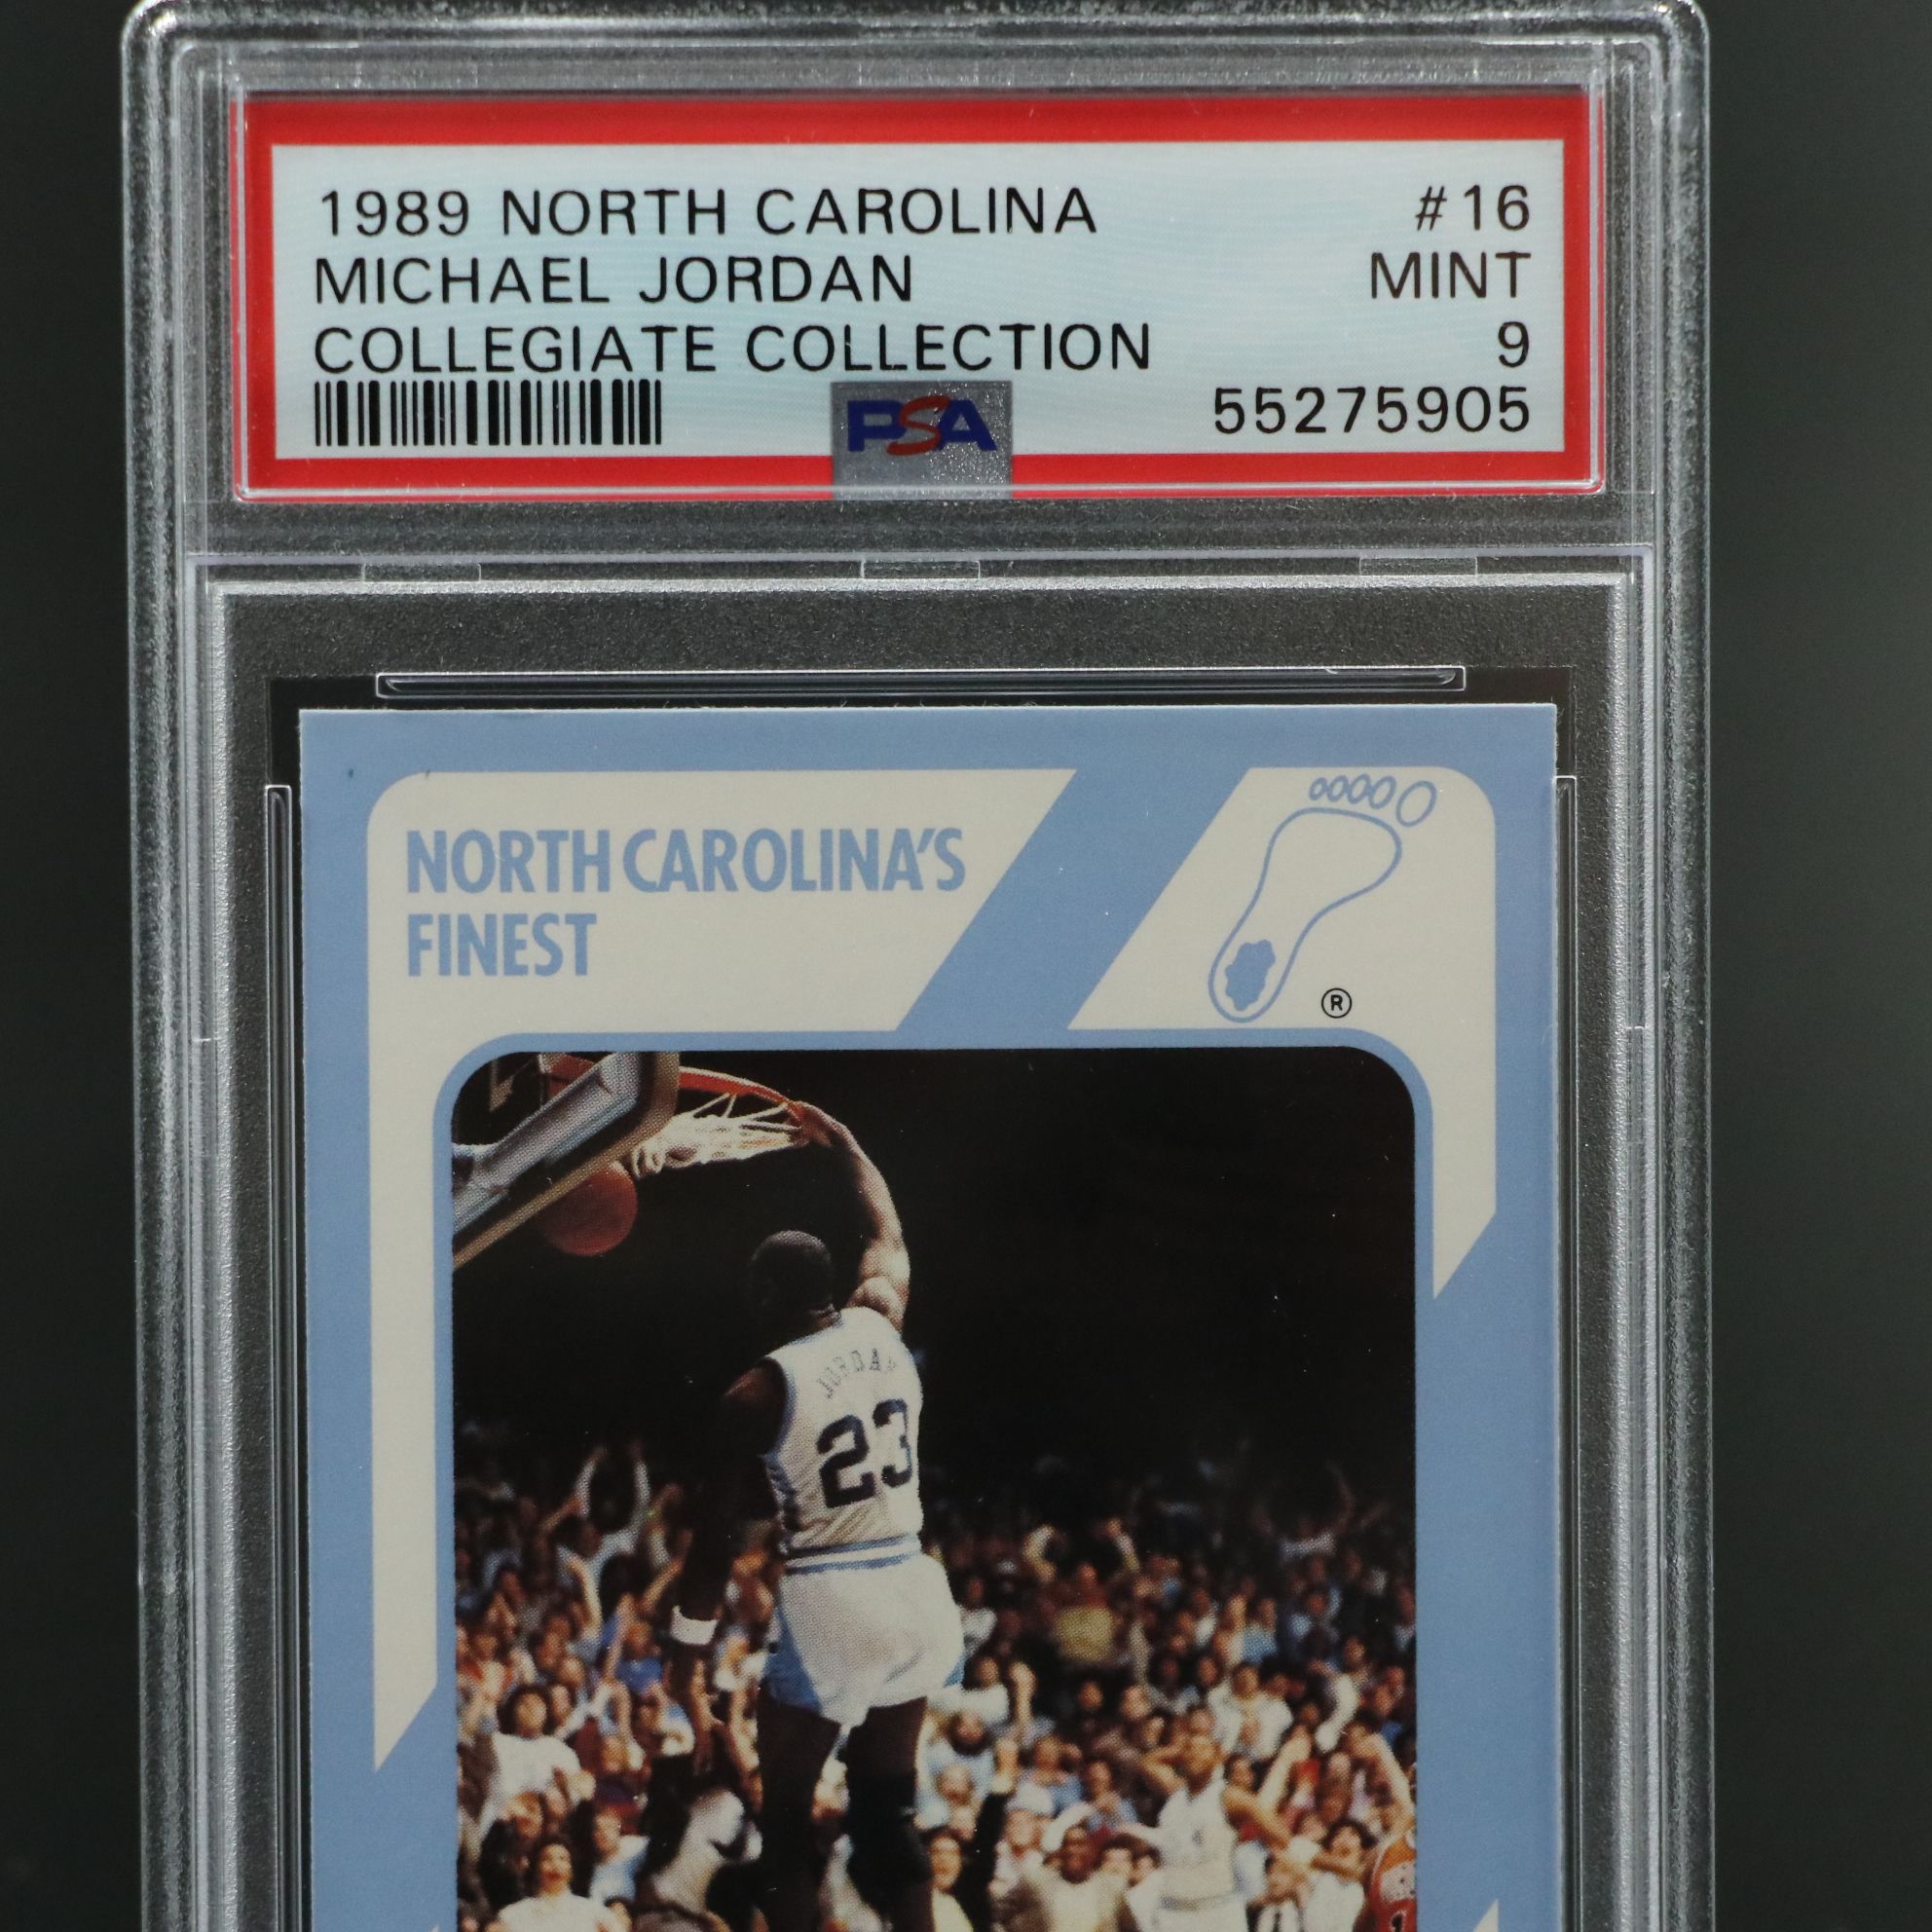 1989 NORTH CAROLINA #16
MICHAEL JORDAN MINT
COLLEGIATE COLLECTION 9
PSA 55275905
NORTH CAROLINA'S
FINEST
®
JORDAN
23